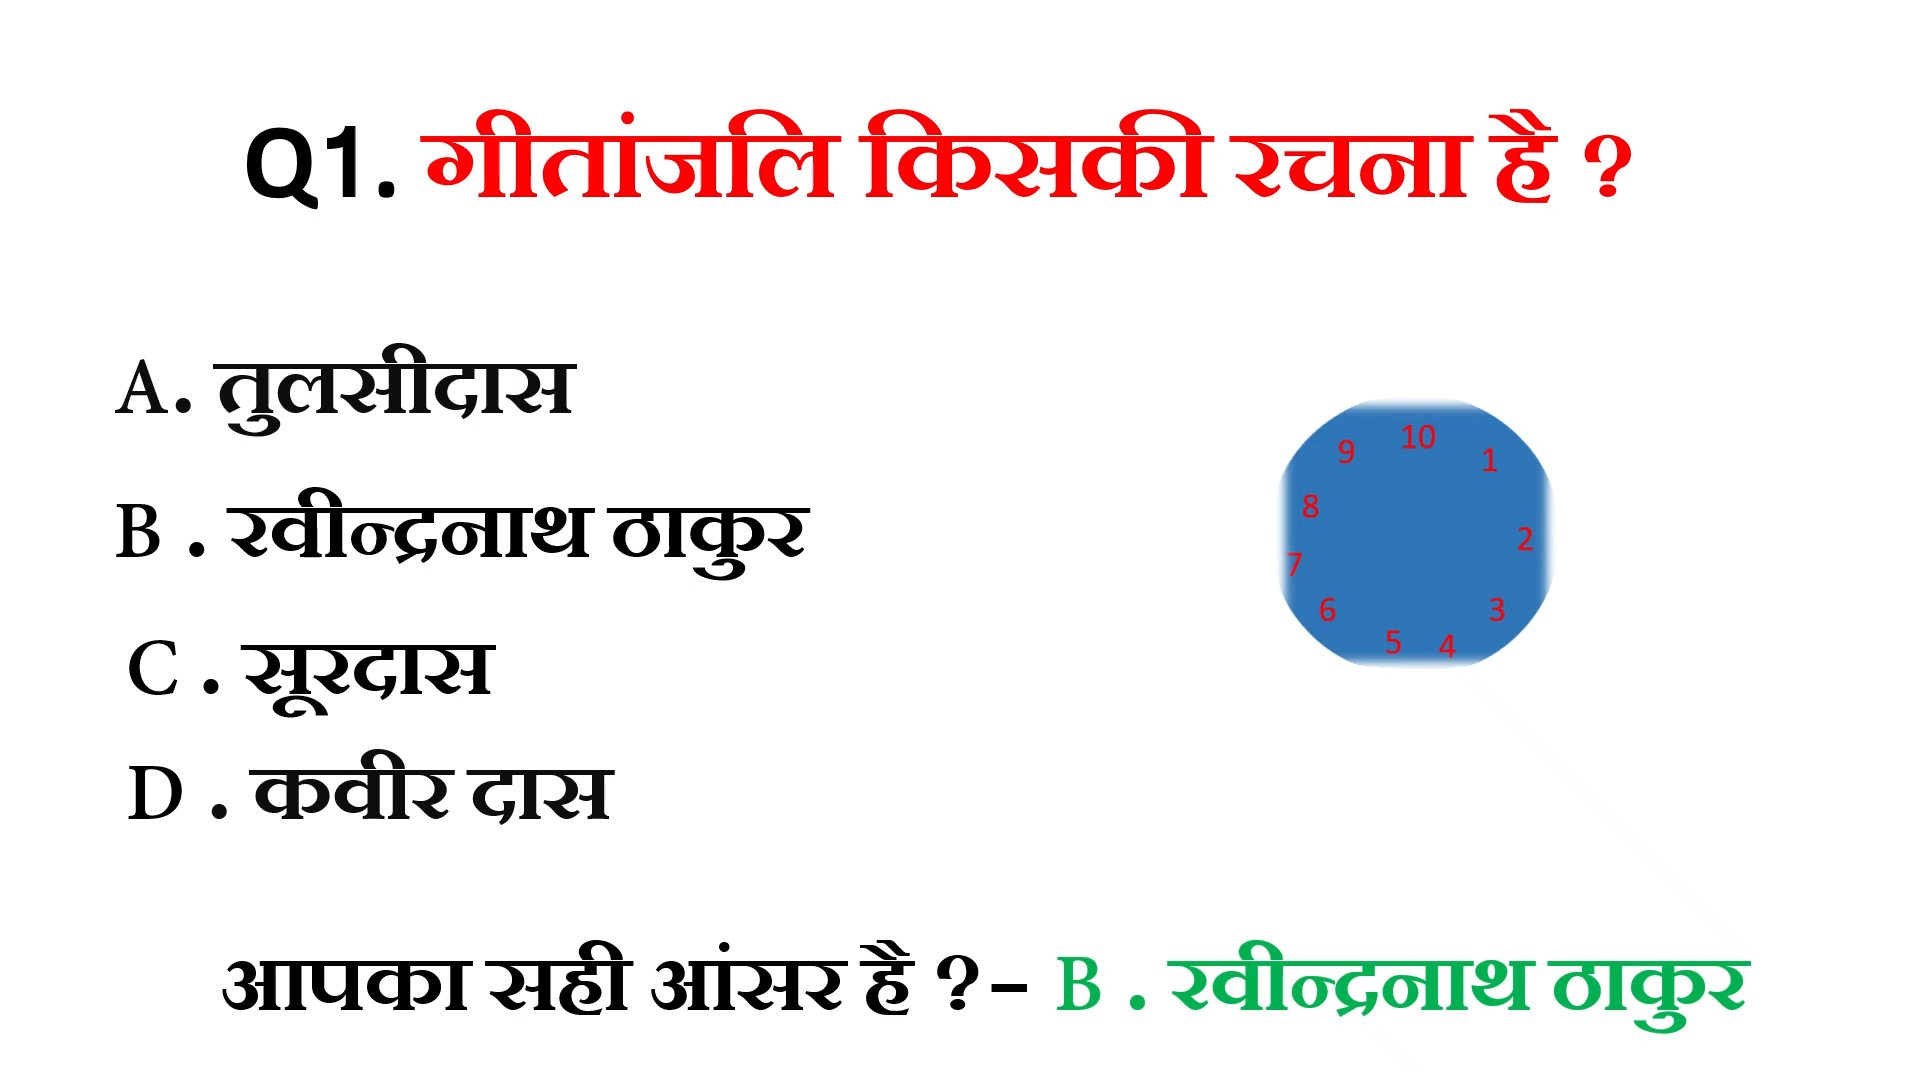 Q1. गीतांजलि किसकी रचना है ?
A. तुलसीदास
B . रवीन्द्रनाथ ठाकुर
C . सूरदास
D . कवीर दास
10
9
1
8
2
7
6
3
5
4
आपका सही आंसर है ?- B . रवीन्द्रनाथ ठाकुर